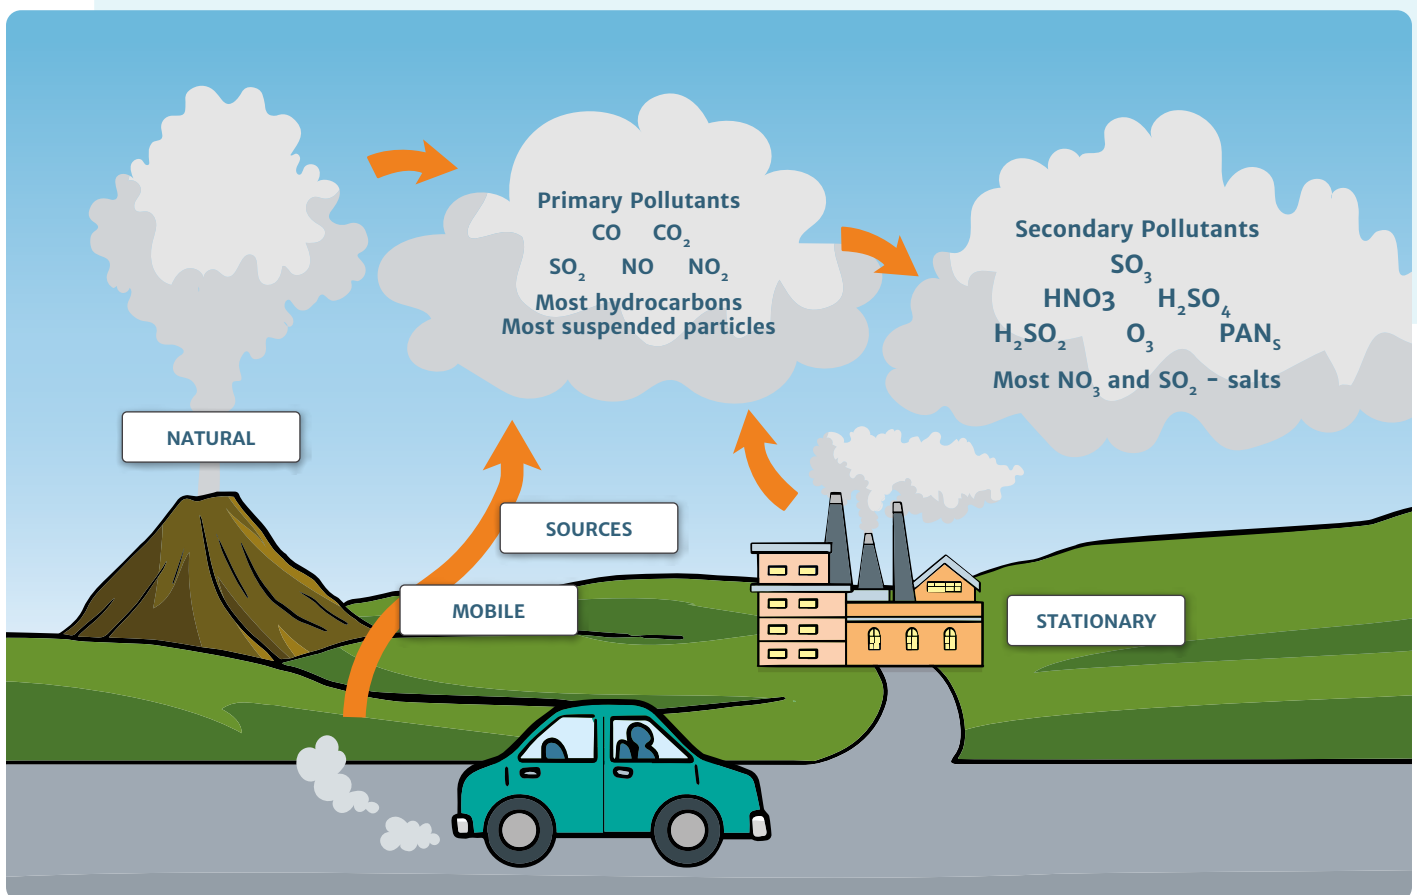 Primary Pollutants
CO CO₂
SO₂ NO NO₂
Most hydrocarbons
Most suspended particles
Secondary Pollutants
SO₃
HNO3 H₂SO₄
H₂SO₂ O₃ PANₛ
Most NO₃ and SO₂ - salts
NATURAL
SOURCES
MOBILE
STATIONARY